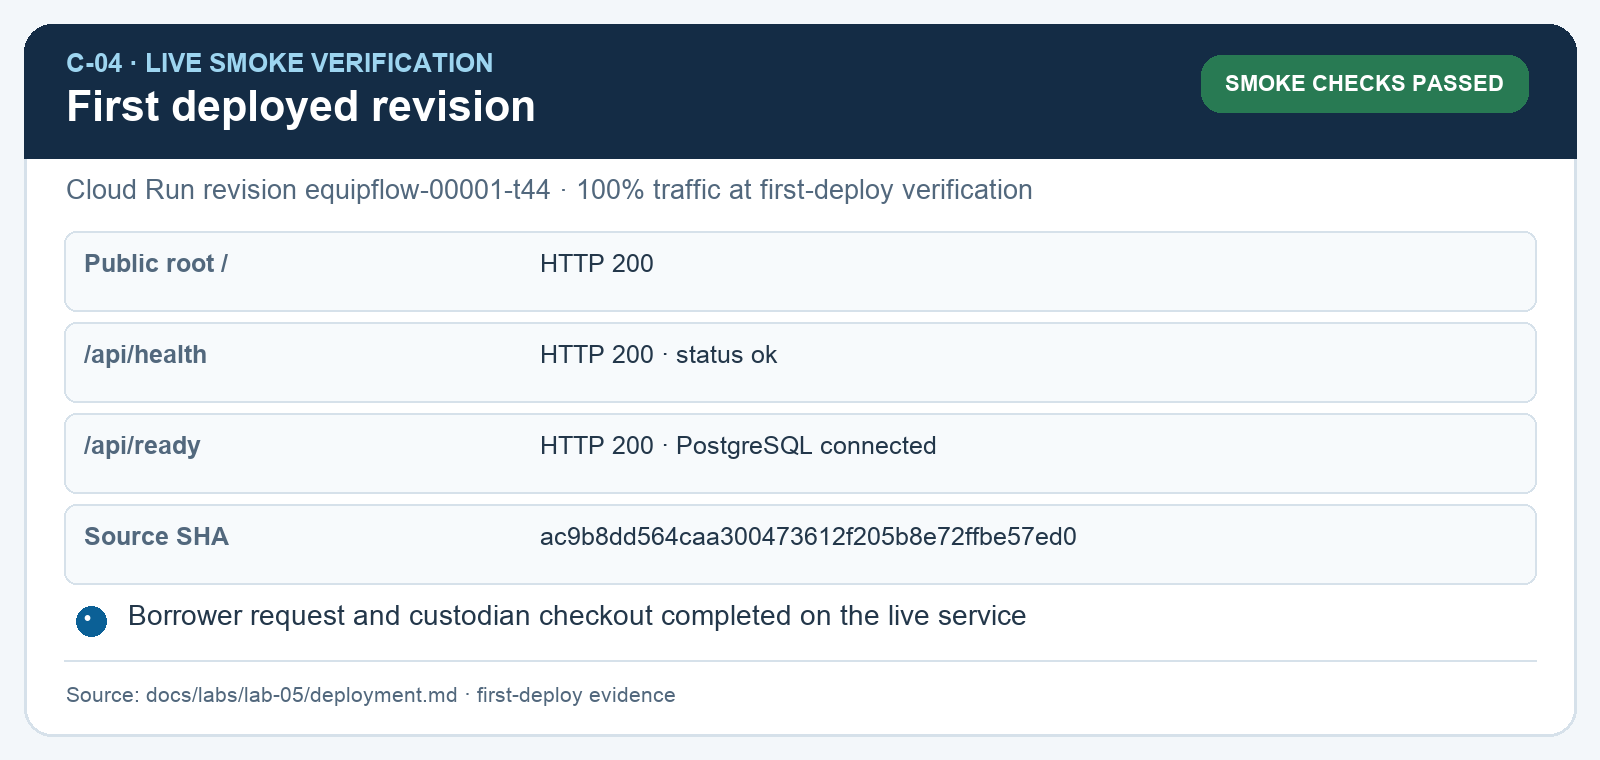 C-04 · LIVE SMOKE VERIFICATION
First deployed revision
SMOKE CHECKS PASSED
Cloud Run revision equipflow-00001-t44 · 100% traffic at first-deploy verification
Public root / HTTP 200
/api/health HTTP 200 · status ok
/api/ready HTTP 200 · PostgreSQL connected
Source SHA ac9b8dd564caa300473612f205b8e72ffbe57ed0
Borrower request and custodian checkout completed on the live service
Source: docs/labs/lab-05/deployment.md · first-deploy evidence